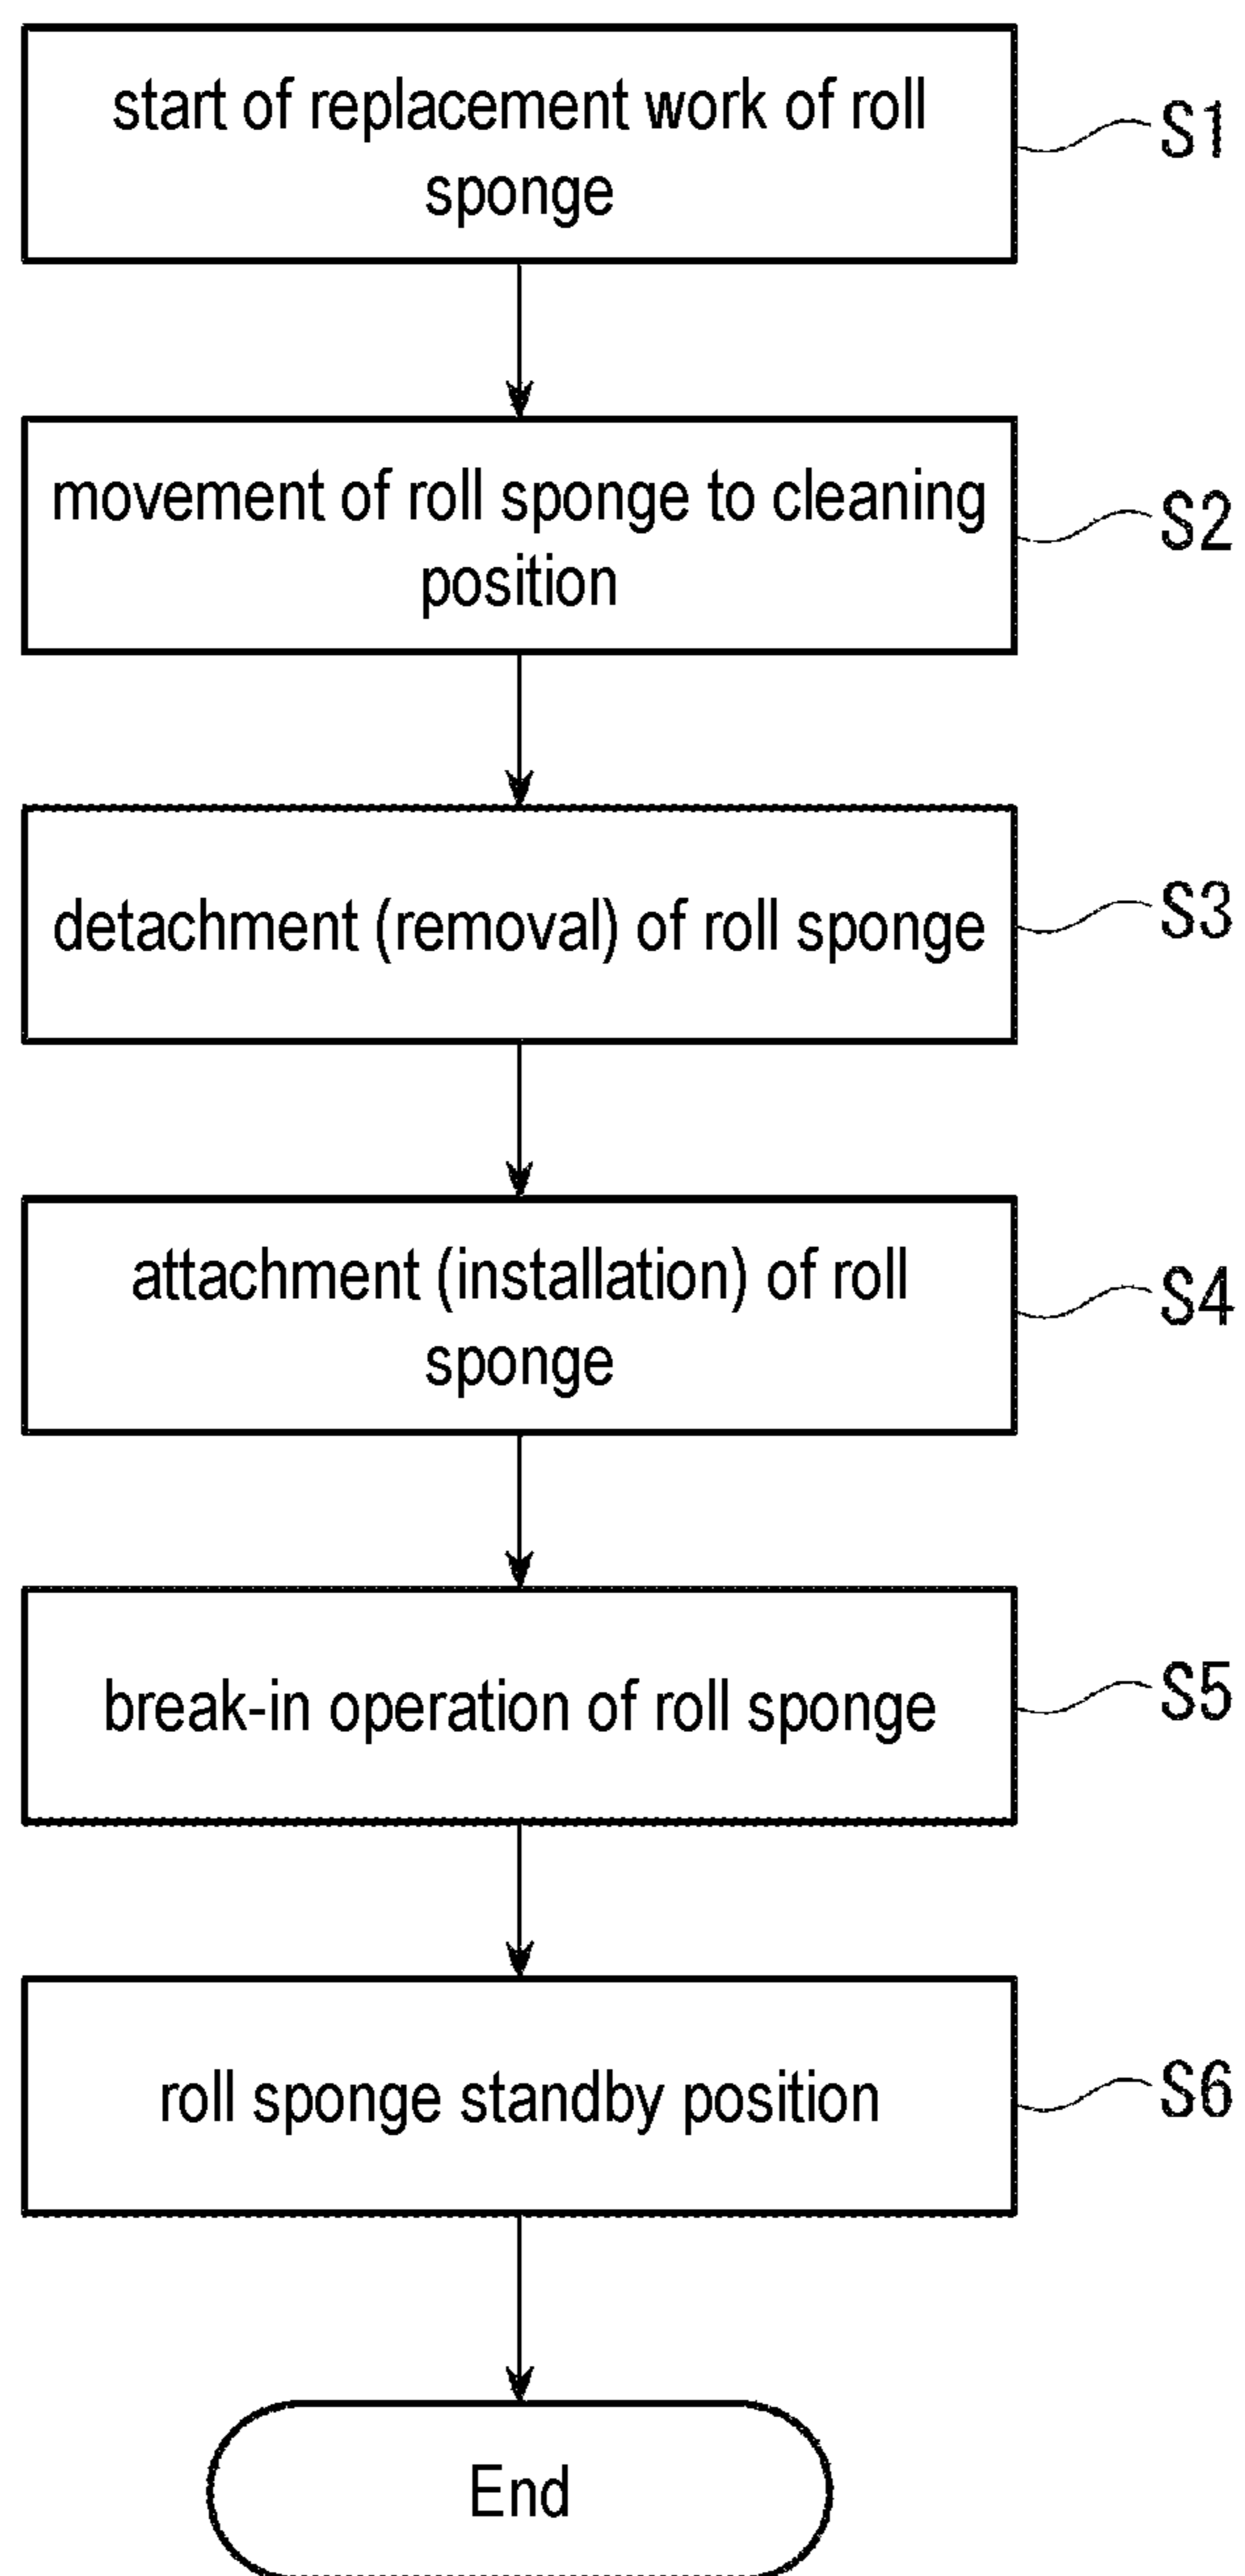 start of replacement work of roll
sponge
S1
movement of roll sponge to cleaning
position
S2
detachment (removal) of roll sponge
S3
attachment (installation) of roll
sponge
S4
break-in operation of roll sponge
S5
roll sponge standby position
S6
End